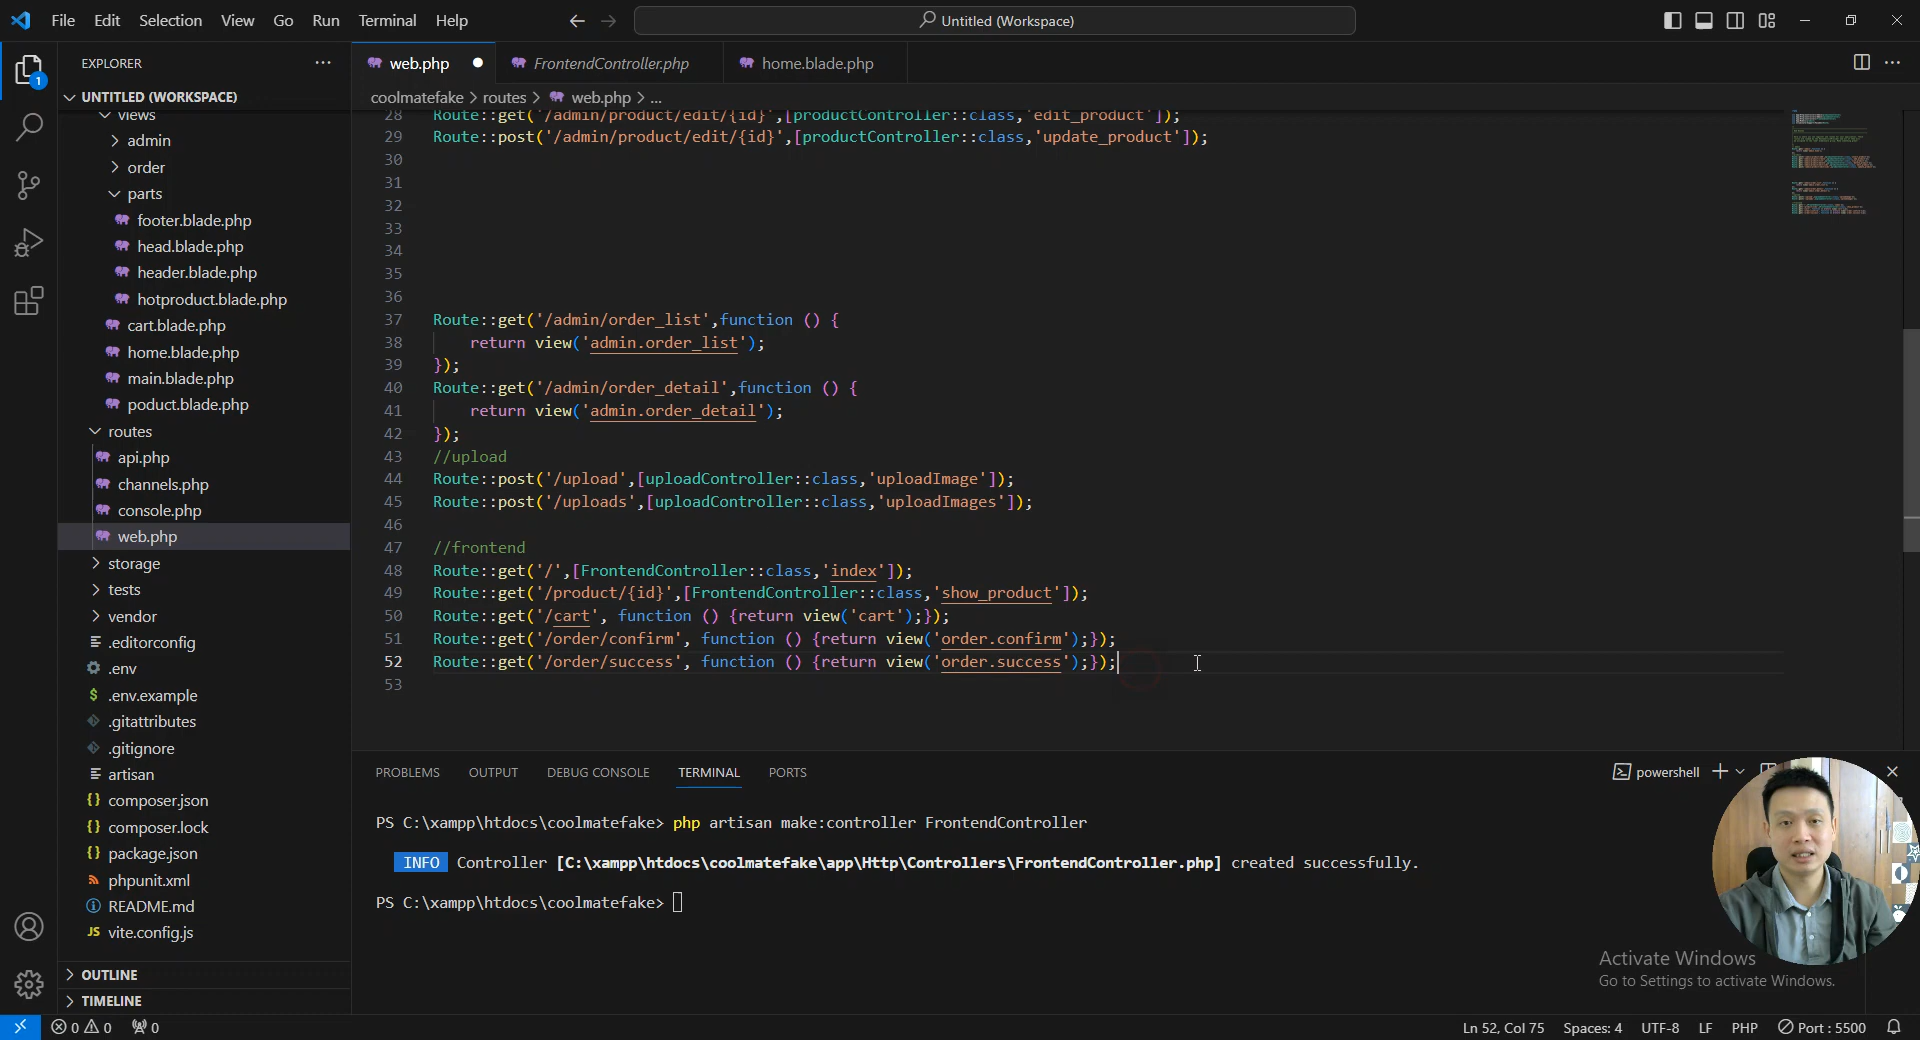 File Edit Selection View Go Run Terminal Help
Untitled (Workspace)
EXPLORER
1
UNTITLED (WORKSPACE)
views
admin
order
parts
footer.blade.php
head.blade.php
header.blade.php
hotproduct.blade.php
cart.blade.php
home.blade.php
main.blade.php
poduct.blade.php
routes
api.php
channels.php
console.php
web.php
storage
tests
vendor
.editorconfig
.env
.env.example
.gitattributes
.gitignore
artisan
composer.json
composer.lock
package.json
phpunit.xml
README.md
vite.config.js
OUTLINE
TIMELINE
web.php FrontendController.php home.blade.php
coolmatefake > routes > web.php > ...
28 Route::get('/admin/product/edit/{id}',[productController::class,'edit_product']);
29 Route::post('/admin/product/edit/{id}',[productController::class,'update_product']);
30
31
32
33
34
35
36
37 Route::get('/admin/order_list',function () {
38 return view('admin.order_list');
39 });
40 Route::get('/admin/order_detail',function () {
41 return view('admin.order_detail');
42 });
43 //upload
44 Route::post('/upload',[uploadController::class,'uploadImage']);
45 Route::post('/uploads',[uploadController::class,'uploadImages']);
46
47 //frontend
48 Route::get('/',[FrontendController::class,'index']);
49 Route::get('/product/{id}',[FrontendController::class,'show_product']);
50 Route::get('/cart', function () {return view('cart');});
51 Route::get('/order/confirm', function () {return view('order.confirm');});
52 Route::get('/order/success', function () {return view('order.success');});
53
PROBLEMS OUTPUT DEBUG CONSOLE TERMINAL PORTS
powershell
PS C:\xampp\htdocs\coolmatefake> php artisan make:controller FrontendController
INFO Controller [C:\xampp\htdocs\coolmatefake\app\Http\Controllers\FrontendController.php] created successfully.
PS C:\xampp\htdocs\coolmatefake>
Activate Windows
Go to Settings to activate Windows.
0 0 0
Ln 52, Col 75 Spaces: 4 UTF-8 LF PHP Port : 5500